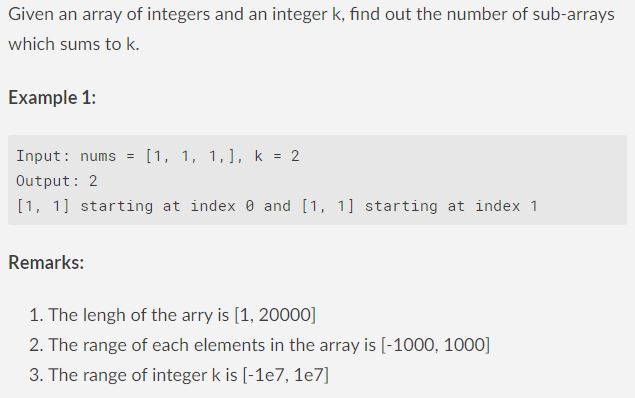 Given an array of integers and an integer k, find out the number of sub-arrays
which sums to k.
Example 1:
Input: nums = [1, 1, 1,], k = 2
Output: 2
[1, 1] starting at index 0 and [1, 1] starting at index 1
Remarks:
1. The lengh of the arry is [1, 20000]
2. The range of each elements in the array is [-1000, 1000]
3. The range of integer k is [-1e7, 1e7]